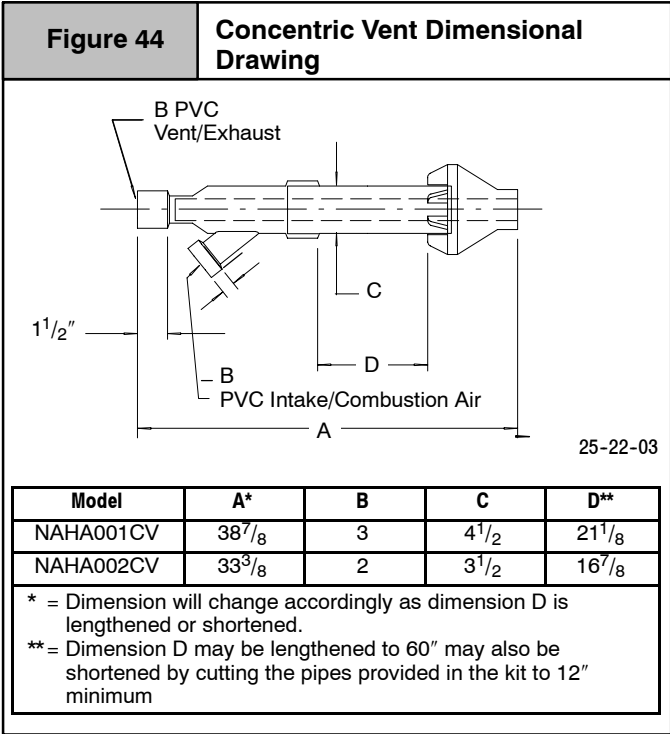 Figure 44
Concentric Vent Dimensional
Drawing
B PVC
Vent/Exhaust
C
1 1/2″
D
B
PVC Intake/Combustion Air
A
25-22-03
Model A* B C D**
NAHA001CV 38 7/8 3 4 1/2 21 1/8
NAHA002CV 33 3/8 2 3 1/2 16 7/8
* = Dimension will change accordingly as dimension D is
lengthened or shortened.
**= Dimension D may be lengthened to 60″ may also be
shortened by cutting the pipes provided in the kit to 12″
minimum